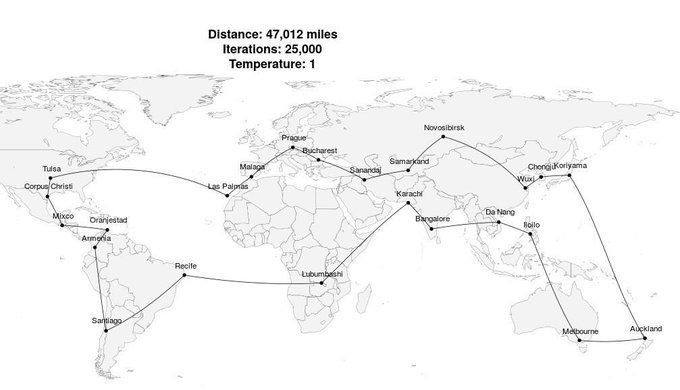 Distance: 47,012 miles
Iterations: 25,000
Temperature: 1
Novosibirsk
Prague
Bucharest
Samarkand
Chongju
Koriyama
Malaga
Sanandaj
Tulsa
Wuxi
Las Palmas
Corpus Christi
Karachi
Mixco
Oranjestad
Bangalore
Da Nang
Iloilo
Armenia
Recife
Lubumbashi
Santiago
Melbourne
Auckland